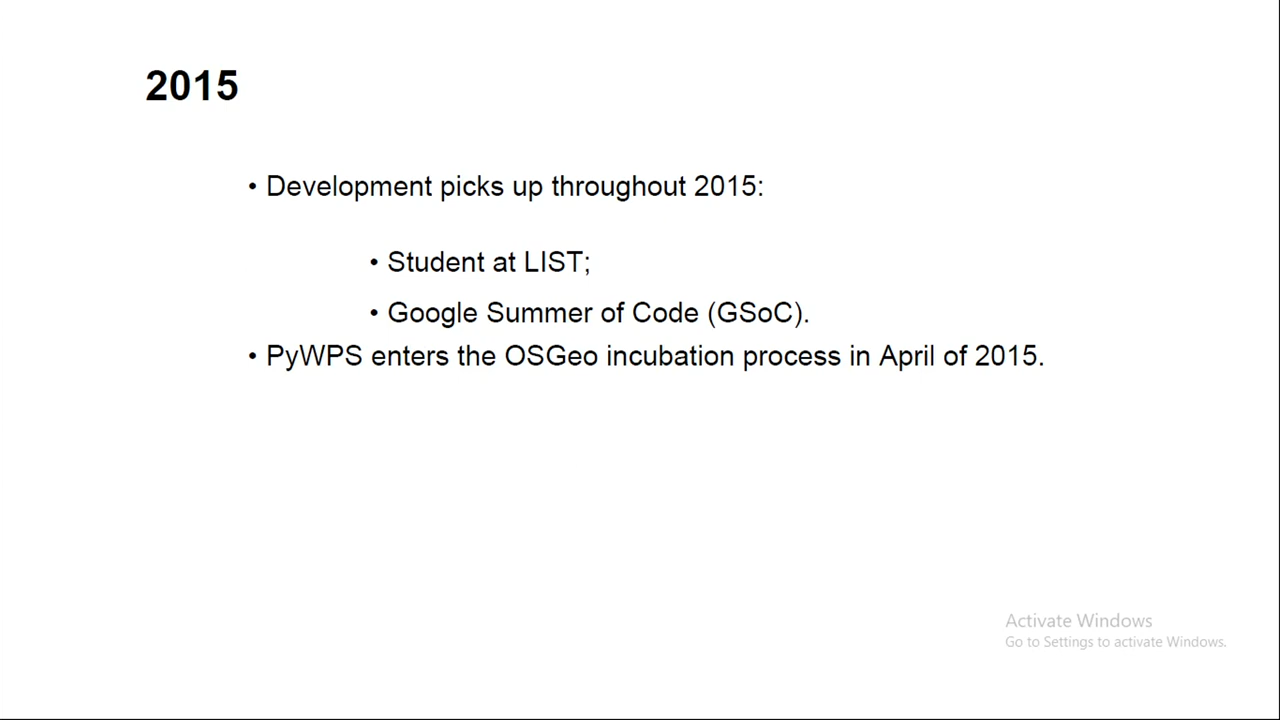 2015
• Development picks up throughout 2015:
• Student at LIST;
• Google Summer of Code (GSoC).
• PyWPS enters the OSGeo incubation process in April of 2015.
Activate Windows
Go to Settings to activate Windows.